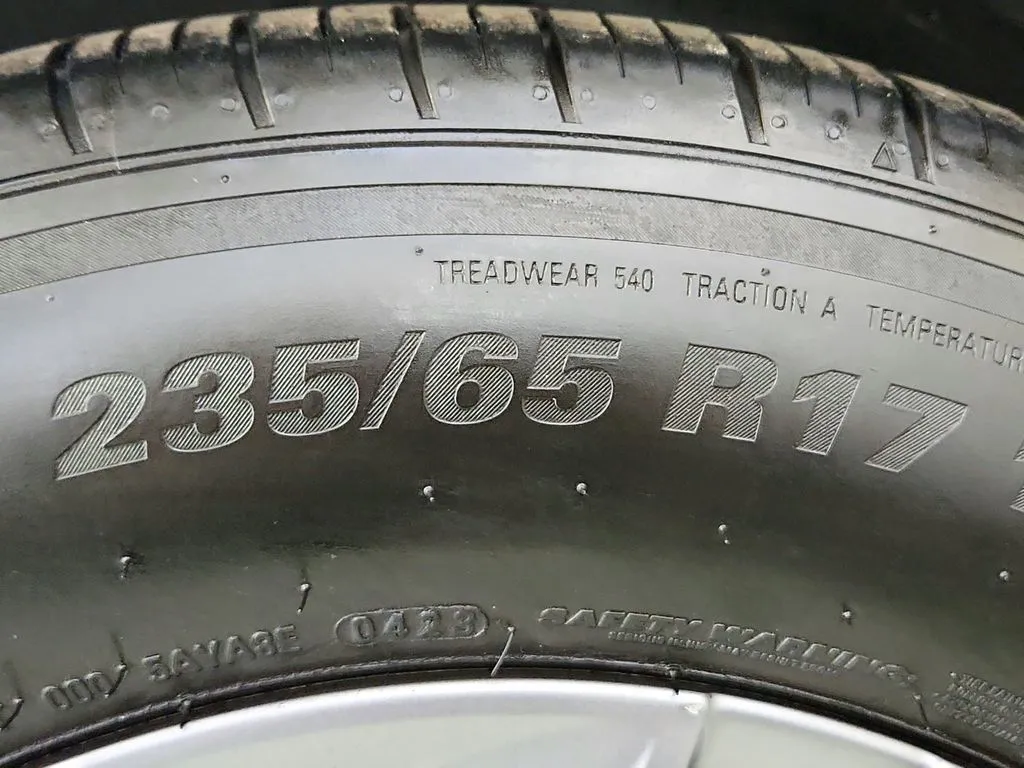 TREADWEAR 540 TRACTION A TEMPERATUR
235/65 R17
000 5AYA8E 0423
SAFETY WARNING